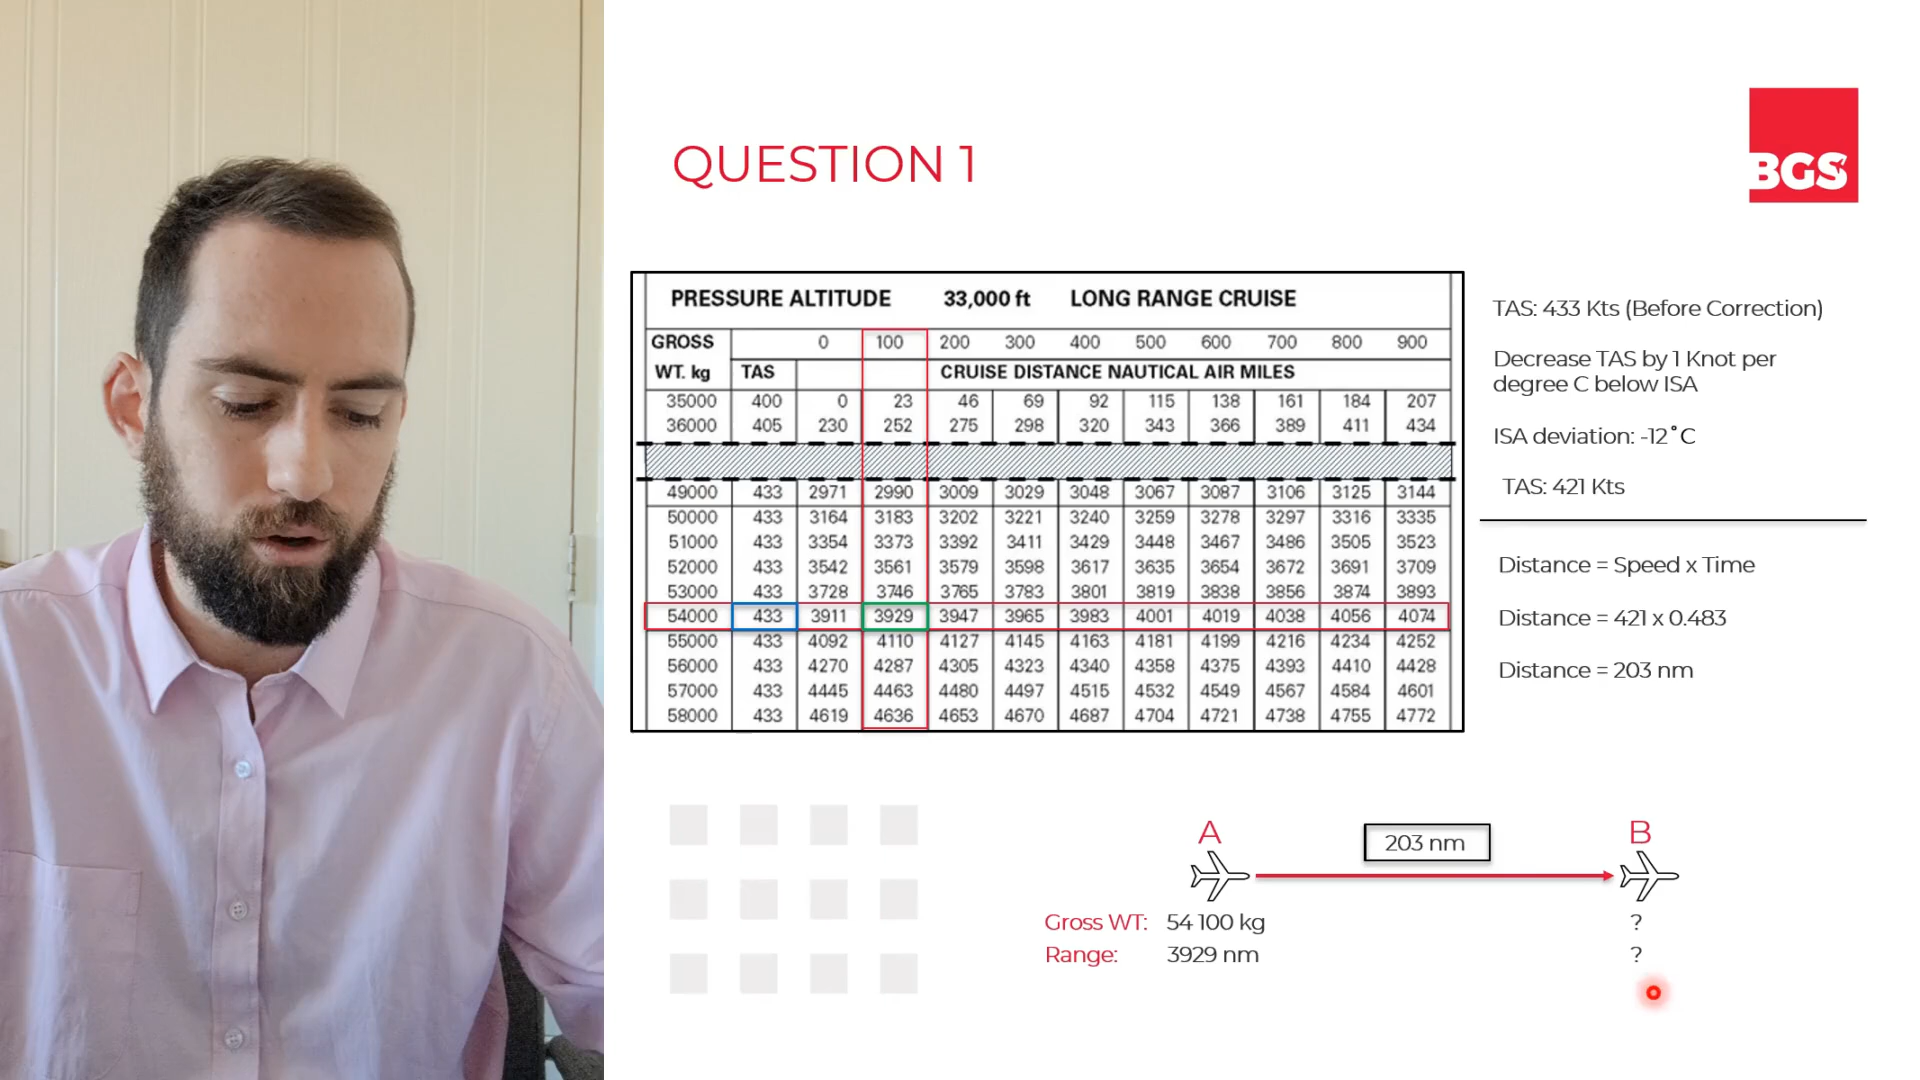 QUESTION 1
BGS
PRESSURE ALTITUDE 33,000 ft LONG RANGE CRUISE
GROSS 0 100 200 300 400 500 600 700 800 900
WT. kg TAS CRUISE DISTANCE NAUTICAL AIR MILES
35000 400 0 23 46 69 92 115 138 161 184 207
36000 405 230 252 275 298 320 343 366 389 411 434
49000 433 2971 2990 3009 3029 3048 3067 3087 3106 3125 3144
50000 433 3164 3183 3202 3221 3240 3259 3278 3297 3316 3335
51000 433 3354 3373 3392 3411 3429 3448 3467 3486 3505 3523
52000 433 3542 3561 3579 3598 3617 3635 3654 3672 3691 3709
53000 433 3728 3746 3765 3783 3801 3819 3838 3856 3874 3893
54000 433 3911 3929 3947 3965 3983 4001 4019 4038 4056 4074
55000 433 4092 4110 4127 4145 4163 4181 4199 4216 4234 4252
56000 433 4270 4287 4305 4323 4340 4358 4375 4393 4410 4428
57000 433 4445 4463 4480 4497 4515 4532 4549 4567 4584 4601
58000 433 4619 4636 4653 4670 4687 4704 4721 4738 4755 4772
TAS: 433 Kts (Before Correction)
Decrease TAS by 1 Knot per
degree C below ISA
ISA deviation: -12˚C
TAS: 421 Kts
Distance = Speed x Time
Distance = 421 x 0.483
Distance = 203 nm
A 203 nm B
Gross WT: 54 100 kg ?
Range: 3929 nm ?